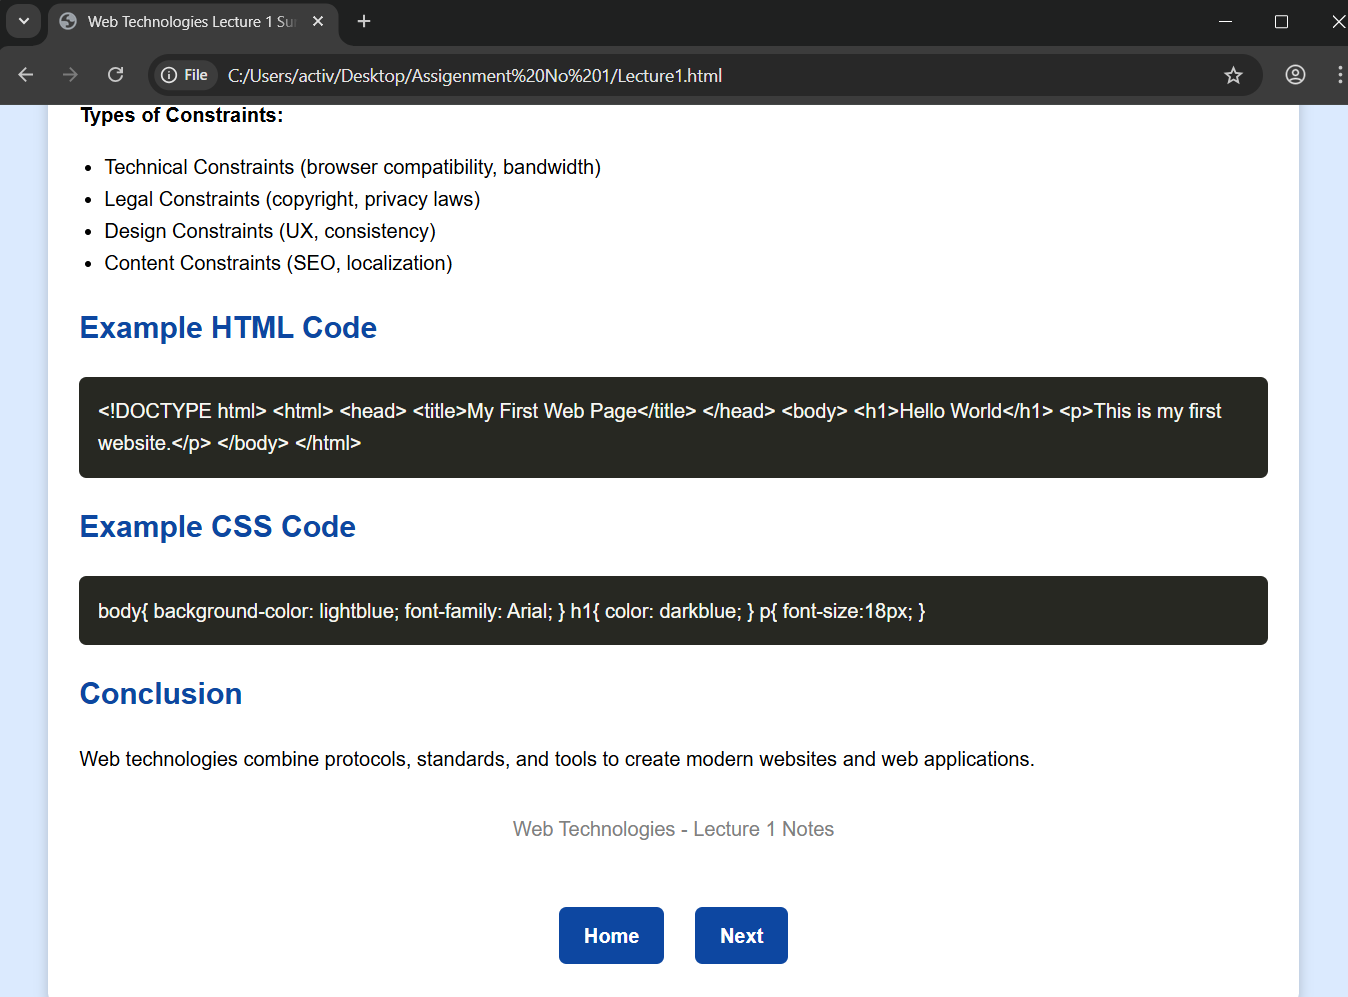 Web Technologies Lecture 1 Su
File
C:/Users/activ/Desktop/Assigenment%20No%201/Lecture1.html
Types of Constraints:
• Technical Constraints (browser compatibility, bandwidth)
• Legal Constraints (copyright, privacy laws)
• Design Constraints (UX, consistency)
• Content Constraints (SEO, localization)
Example HTML Code
<!DOCTYPE html> <html> <head> <title>My First Web Page</title> </head> <body> <h1>Hello World</h1> <p>This is my first
website.</p> </body> </html>
Example CSS Code
body{ background-color: lightblue; font-family: Arial; } h1{ color: darkblue; } p{ font-size:18px; }
Conclusion
Web technologies combine protocols, standards, and tools to create modern websites and web applications.
Web Technologies - Lecture 1 Notes
Home Next